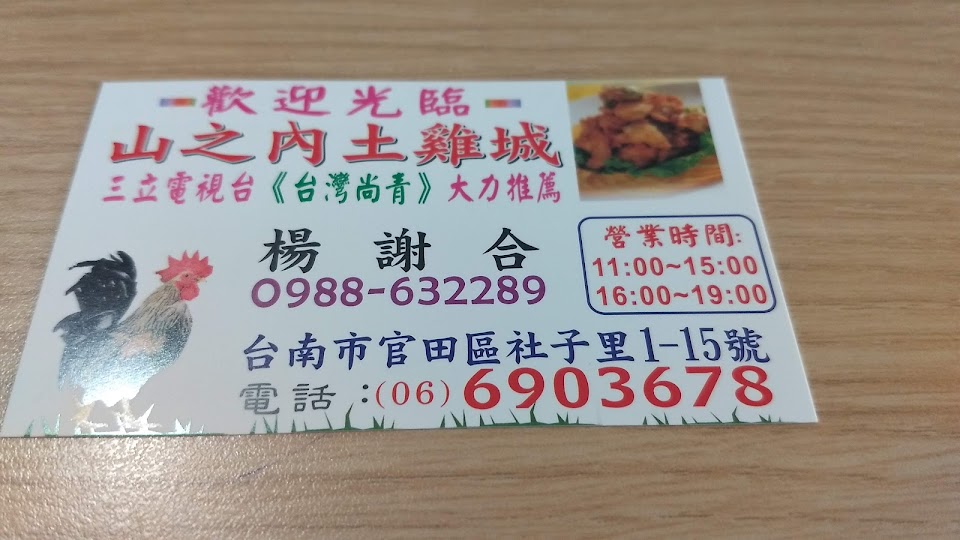 歡迎光臨
山之內土雞城
三立電視台《台灣尚青》大力推薦
楊謝合
0988-632289
營業時間:
11:00~15:00
16:00~19:00
台南市官田區社子里1-15號
電話:(06)6903678